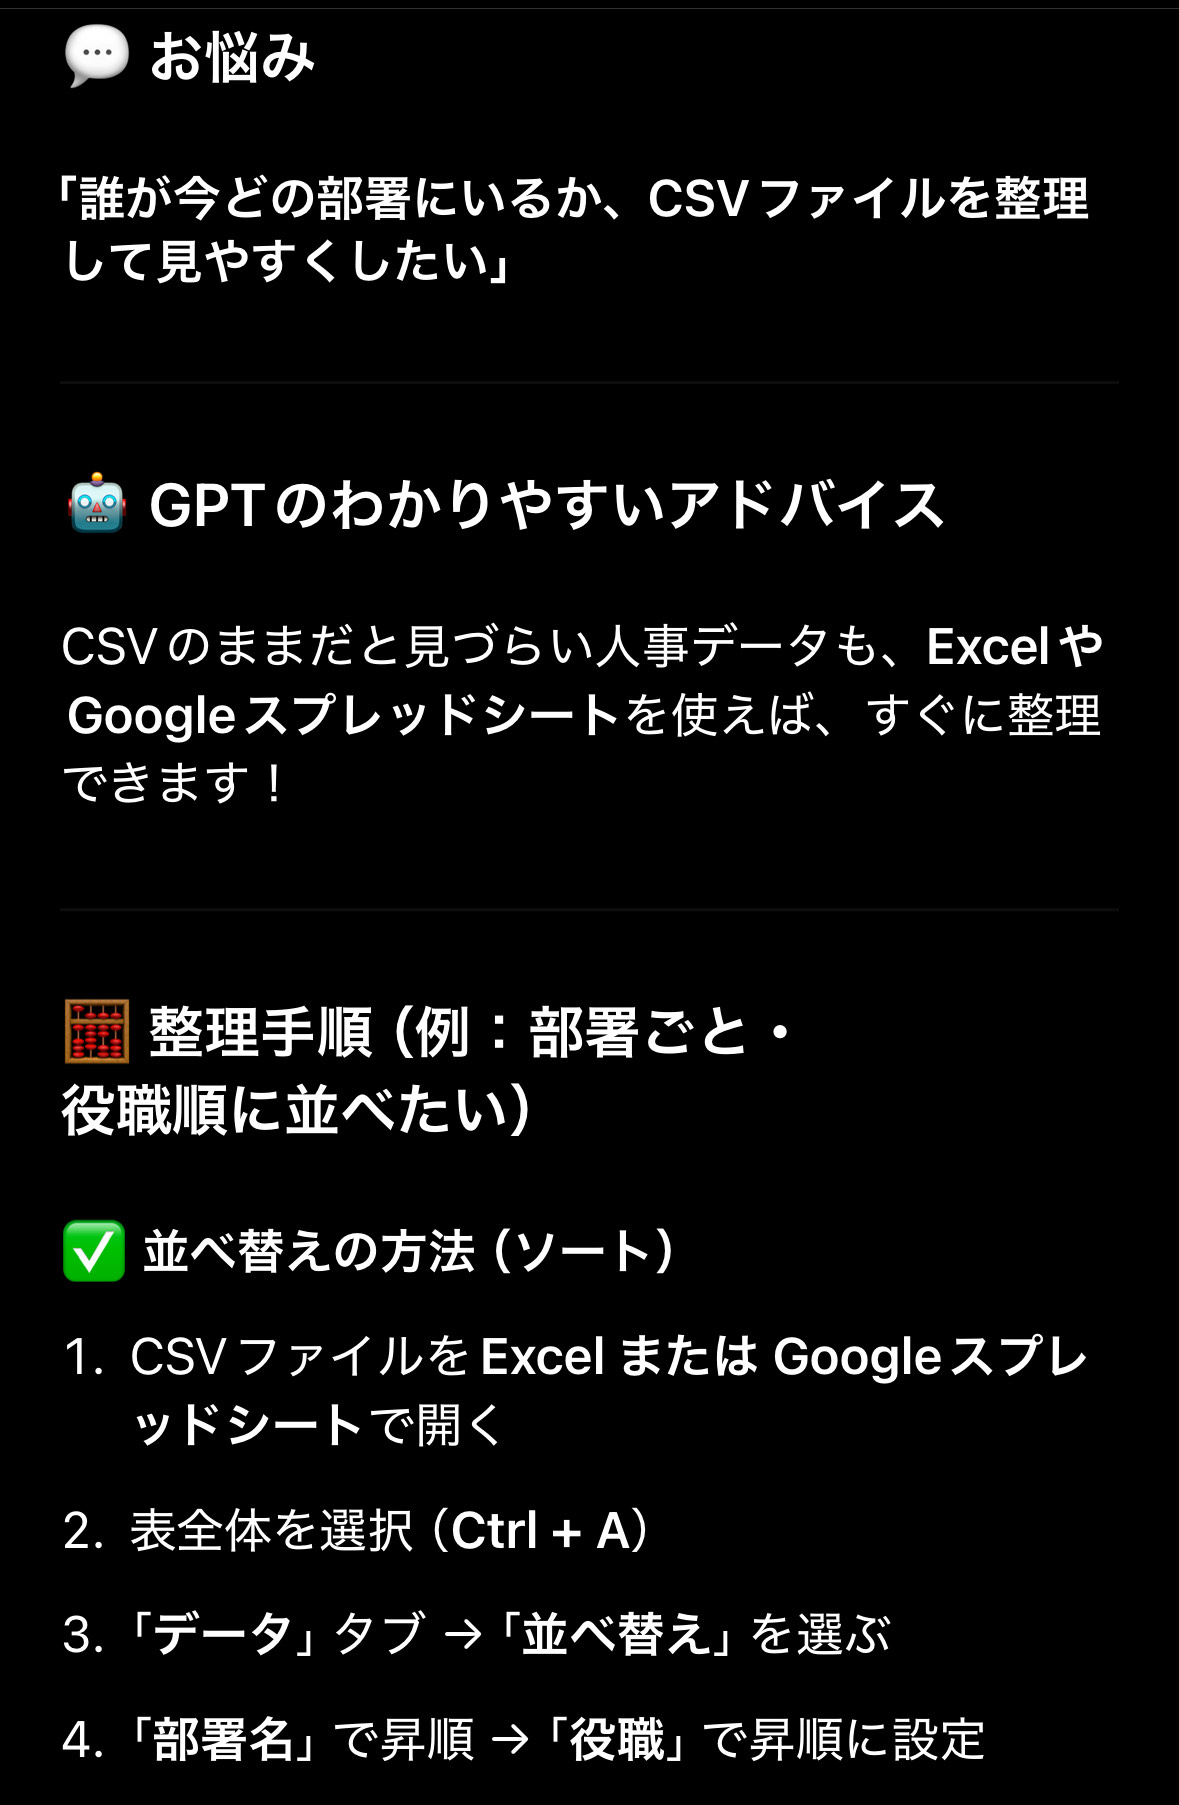 💬 お悩み
「誰が今どの部署にいるか、CSVファイルを整理
して見やすくしたい」
🤖 GPTのわかりやすいアドバイス
CSVのままだと見づらい人事データも、Excelや
Googleスプレッドシートを使えば、すぐに整理
できます！
🧮 整理手順（例：部署ごと・
役職順に並べたい）
✅ 並べ替えの方法（ソート）
1. CSVファイルをExcel または Googleスプレ
ッドシートで開く
2. 表全体を選択（Ctrl + A）
3. 「データ」タブ →「並べ替え」を選ぶ
4. 「部署名」で昇順 →「役職」で昇順に設定